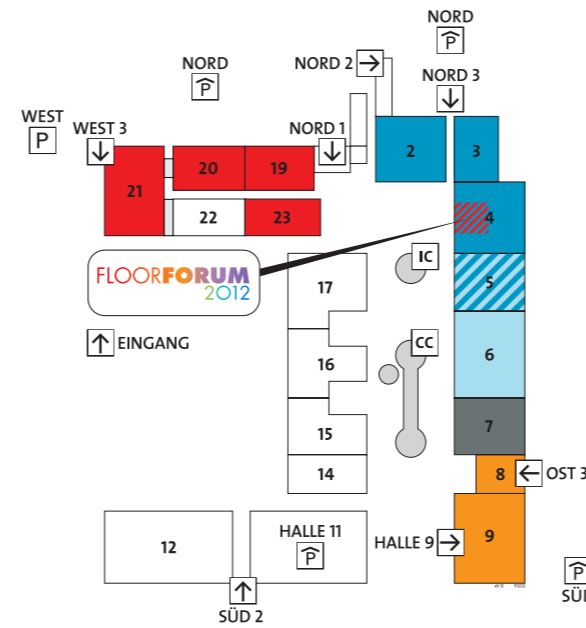 NORD
P
NORD 2
NORD
P
NORD 3
WEST
P
WEST 3
NORD 1
20
19
2
3
21
22
23
4
FLOORFORUM
2012
IC
17
5
EINGANG
CC
16
6
15
7
14
8
OST 3
12
HALLE 11
P
HALLE 9
9
P
SÜD
SÜD 2